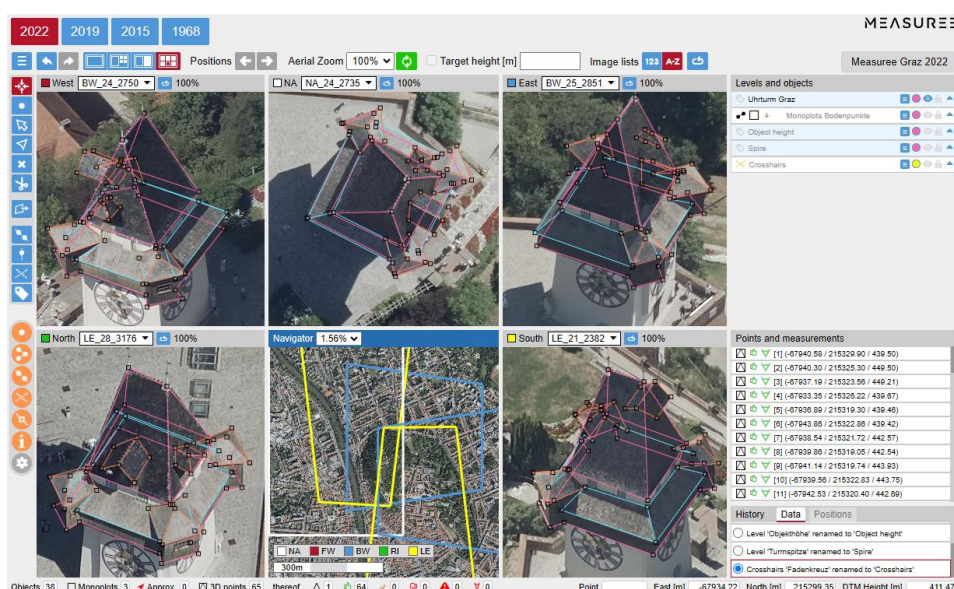 MEASUREE
2022 2019 2015 1968
Positions Aerial Zoom 100% Target height [m] Image lists 123 A-Z Measuree Graz 2022
West BW_24_2750 100% NA NA_24_2735 100% East BW_25_2851 100% Levels and objects
Uhrturm Graz
Monoplots Bodenpunkte
Object height
Spire
Crosshairs
North LE_28_3176 100% Navigator 1.56% South LE_21_2382 100% Points and measurements
[1] (-67940.58 / 215329.90 / 439.50)
[2] (-67940.30 / 215325.30 / 449.50)
[3] (-67937.19 / 215323.56 / 449.21)
[4] (-67933.35 / 215326.22 / 439.67)
[5] (-67936.89 / 215319.30 / 439.46)
[6] (-67943.86 / 215322.86 / 439.42)
[7] (-67938.54 / 215321.72 / 442.57)
[8] (-67939.86 / 215319.05 / 442.54)
[9] (-67941.14 / 215319.74 / 443.93)
[10] (-67939.56 / 215322.83 / 443.75)
[11] (-67942.53 / 215320.40 / 442.69)
History Data Positions
Level 'Objekthöhe' renamed to 'Object height'
Level 'Turmspitze' renamed to 'Spire'
Crosshairs 'Fadenkreuz' renamed to 'Crosshairs'
NA FW BW RI LE
300m
Objects 38 Monoplots 3 Approx. 0 3D points 65 thereof 1 64 0 0 0 0 Point East [m] -67934.22 North [m] 215299.35 DTM Height [m] 411.47